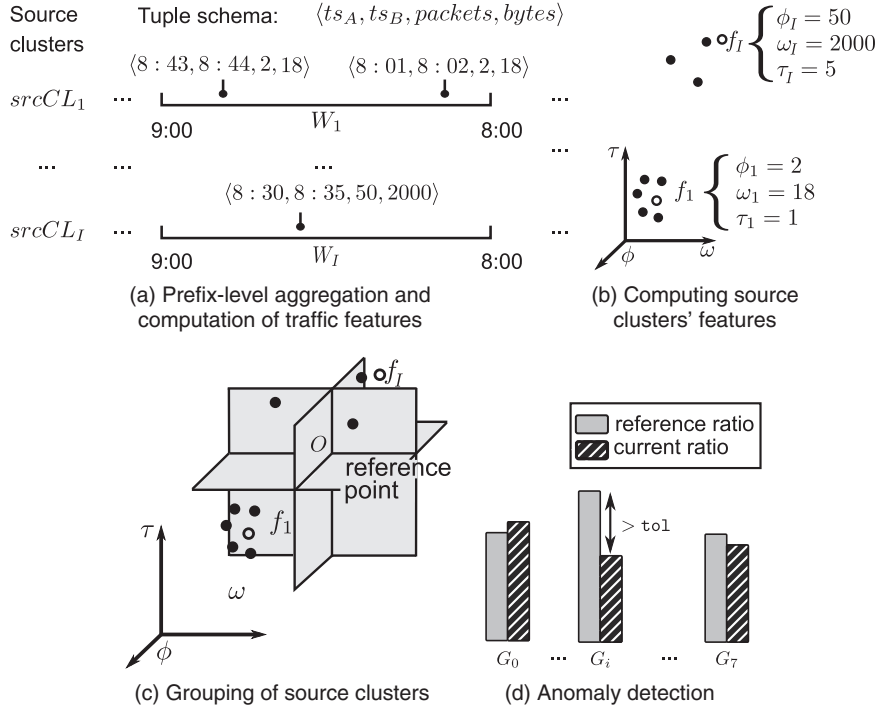 Source clusters
Tuple schema: ⟨ts_A, ts_B, packets, bytes⟩
⟨8 : 43, 8 : 44, 2, 18⟩ ⟨8 : 01, 8 : 02, 2, 18⟩
srcCL_1 ... ...
W_1
9:00 8:00
... ... ... ...
⟨8 : 30, 8 : 35, 50, 2000⟩
srcCL_I ... ...
W_I
9:00 8:00
(a) Prefix-level aggregation and
computation of traffic features
f_I { ϕ_I = 50
ω_I = 2000
τ_I = 5
τ
f_1 { ϕ_1 = 2
ω_1 = 18
τ_1 = 1
ϕ ω
(b) Computing source
clusters' features
f_I
O
reference
point
f_1
τ
ω
ϕ
(c) Grouping of source clusters
reference ratio
current ratio
> tol
G_0 ... G_i ... G_7
(d) Anomaly detection